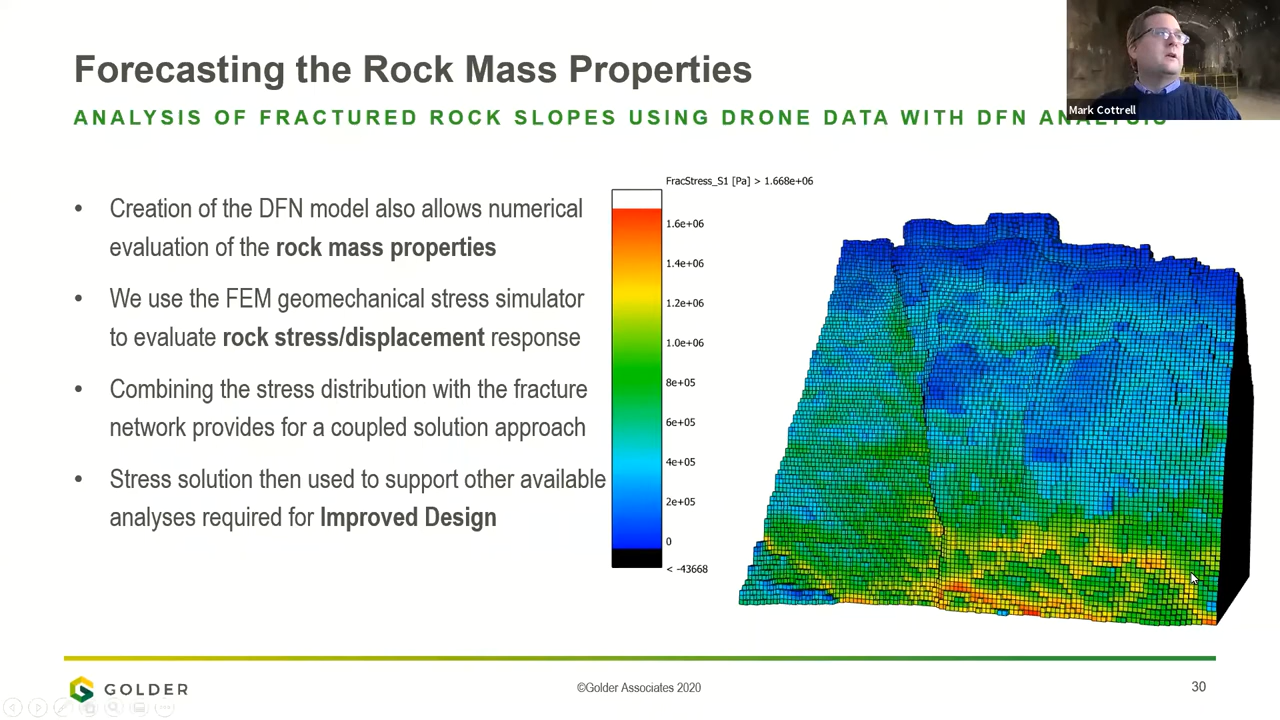 Forecasting the Rock Mass Properties
ANALYSIS OF FRACTURED ROCK SLOPES USING DRONE DATA WITH DFN ANALYSIS
Mark Cottrell
• Creation of the DFN model also allows numerical
evaluation of the rock mass properties
• We use the FEM geomechanical stress simulator
to evaluate rock stress/displacement response
• Combining the stress distribution with the fracture
network provides for a coupled solution approach
• Stress solution then used to support other available
analyses required for Improved Design
FracStress_S1 [Pa] > 1.668e+06
1.6e+06
1.4e+06
1.2e+06
1.0e+06
8e+05
6e+05
4e+05
2e+05
0
< -43668
GOLDER
©Golder Associates 2020
30